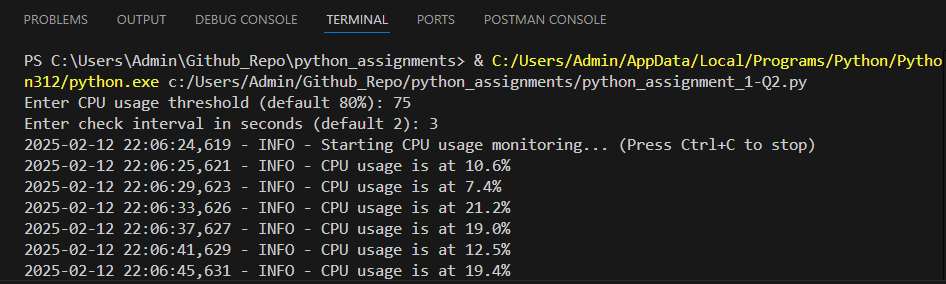 PROBLEMS OUTPUT DEBUG CONSOLE TERMINAL PORTS POSTMAN CONSOLE
PS C:\Users\Admin\Github_Repo\python_assignments> & C:/Users/Admin/AppData/Local/Programs/Python/Pytho
n312/python.exe c:/Users/Admin/Github_Repo/python_assignments/python_assignment_1-Q2.py
Enter CPU usage threshold (default 80%): 75
Enter check interval in seconds (default 2): 3
2025-02-12 22:06:24,619 - INFO - Starting CPU usage monitoring... (Press Ctrl+C to stop)
2025-02-12 22:06:25,621 - INFO - CPU usage is at 10.6%
2025-02-12 22:06:29,623 - INFO - CPU usage is at 7.4%
2025-02-12 22:06:33,626 - INFO - CPU usage is at 21.2%
2025-02-12 22:06:37,627 - INFO - CPU usage is at 19.0%
2025-02-12 22:06:41,629 - INFO - CPU usage is at 12.5%
2025-02-12 22:06:45,631 - INFO - CPU usage is at 19.4%